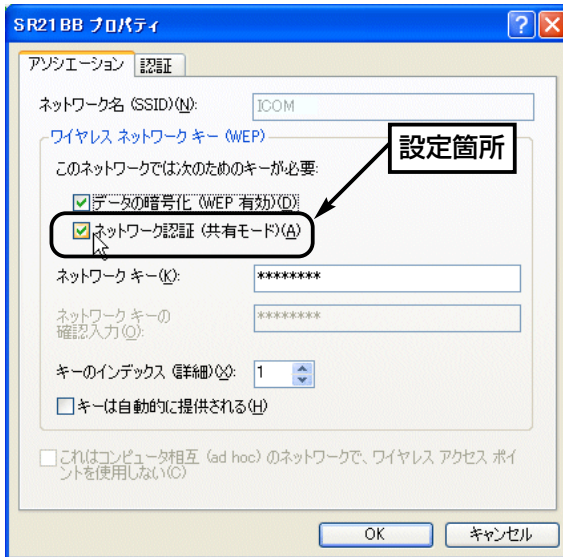 SR21BB プロパティ
アソシエーション 認証
ネットワーク名 (SSID)(N): ICOM
ワイヤレス ネットワーク キー (WEP)
設定箇所
このネットワークでは次のためのキーが必要:
データの暗号化 (WEP 有効)(D)
ネットワーク認証 (共有モード)(A)
ネットワーク キー(K): ********
ネットワーク キーの
確認入力(O): ********
キーのインデックス (詳細)(X): 1
キーは自動的に提供される(H)
これはコンピュータ相互 (ad hoc) のネットワークで、ワイヤレス アクセス ポイ
ントを使用しない(C)
OK キャンセル